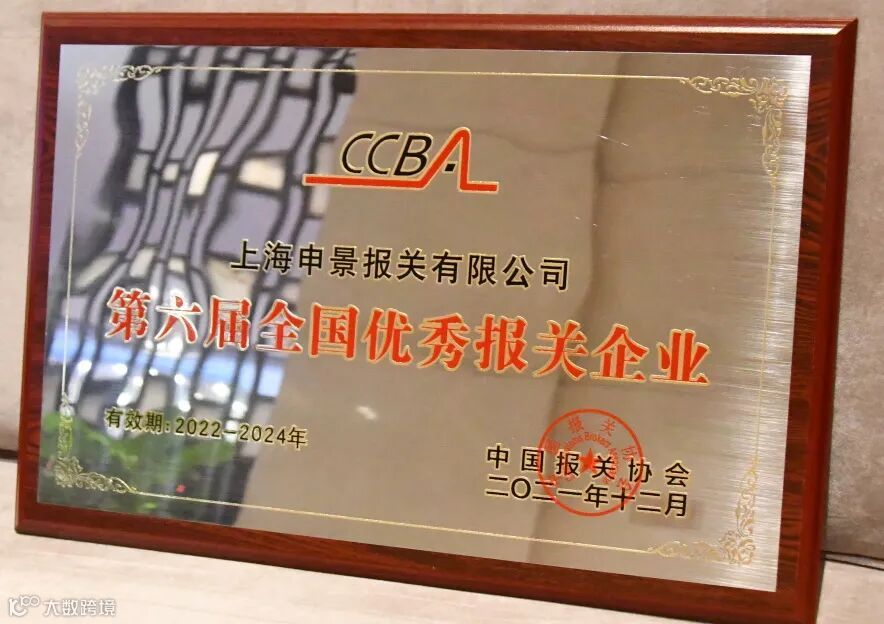 CCBA
上海申景报关有限公司
第六届全国优秀报关企业
有效期:2022-2024年
中国报关协会
二〇二一年十二月
大数跨境